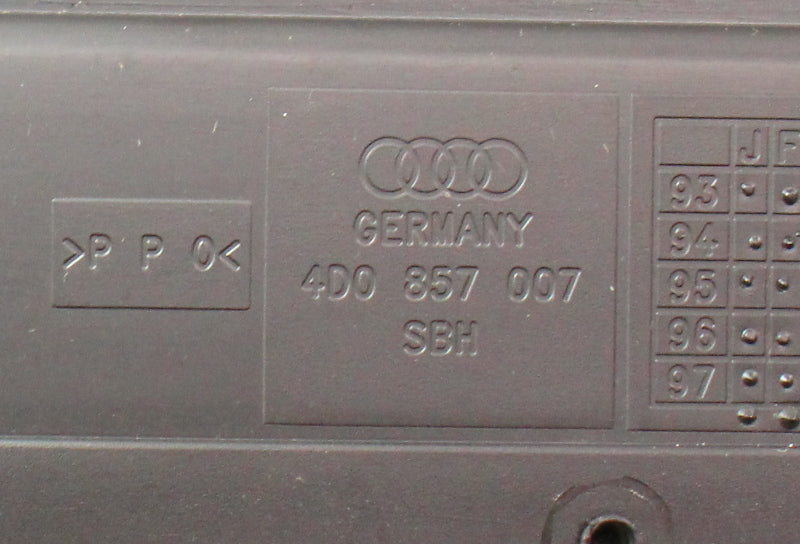 >P P O<
GERMANY
4D0 857 007
SBH
J F
93
94
95
96
97